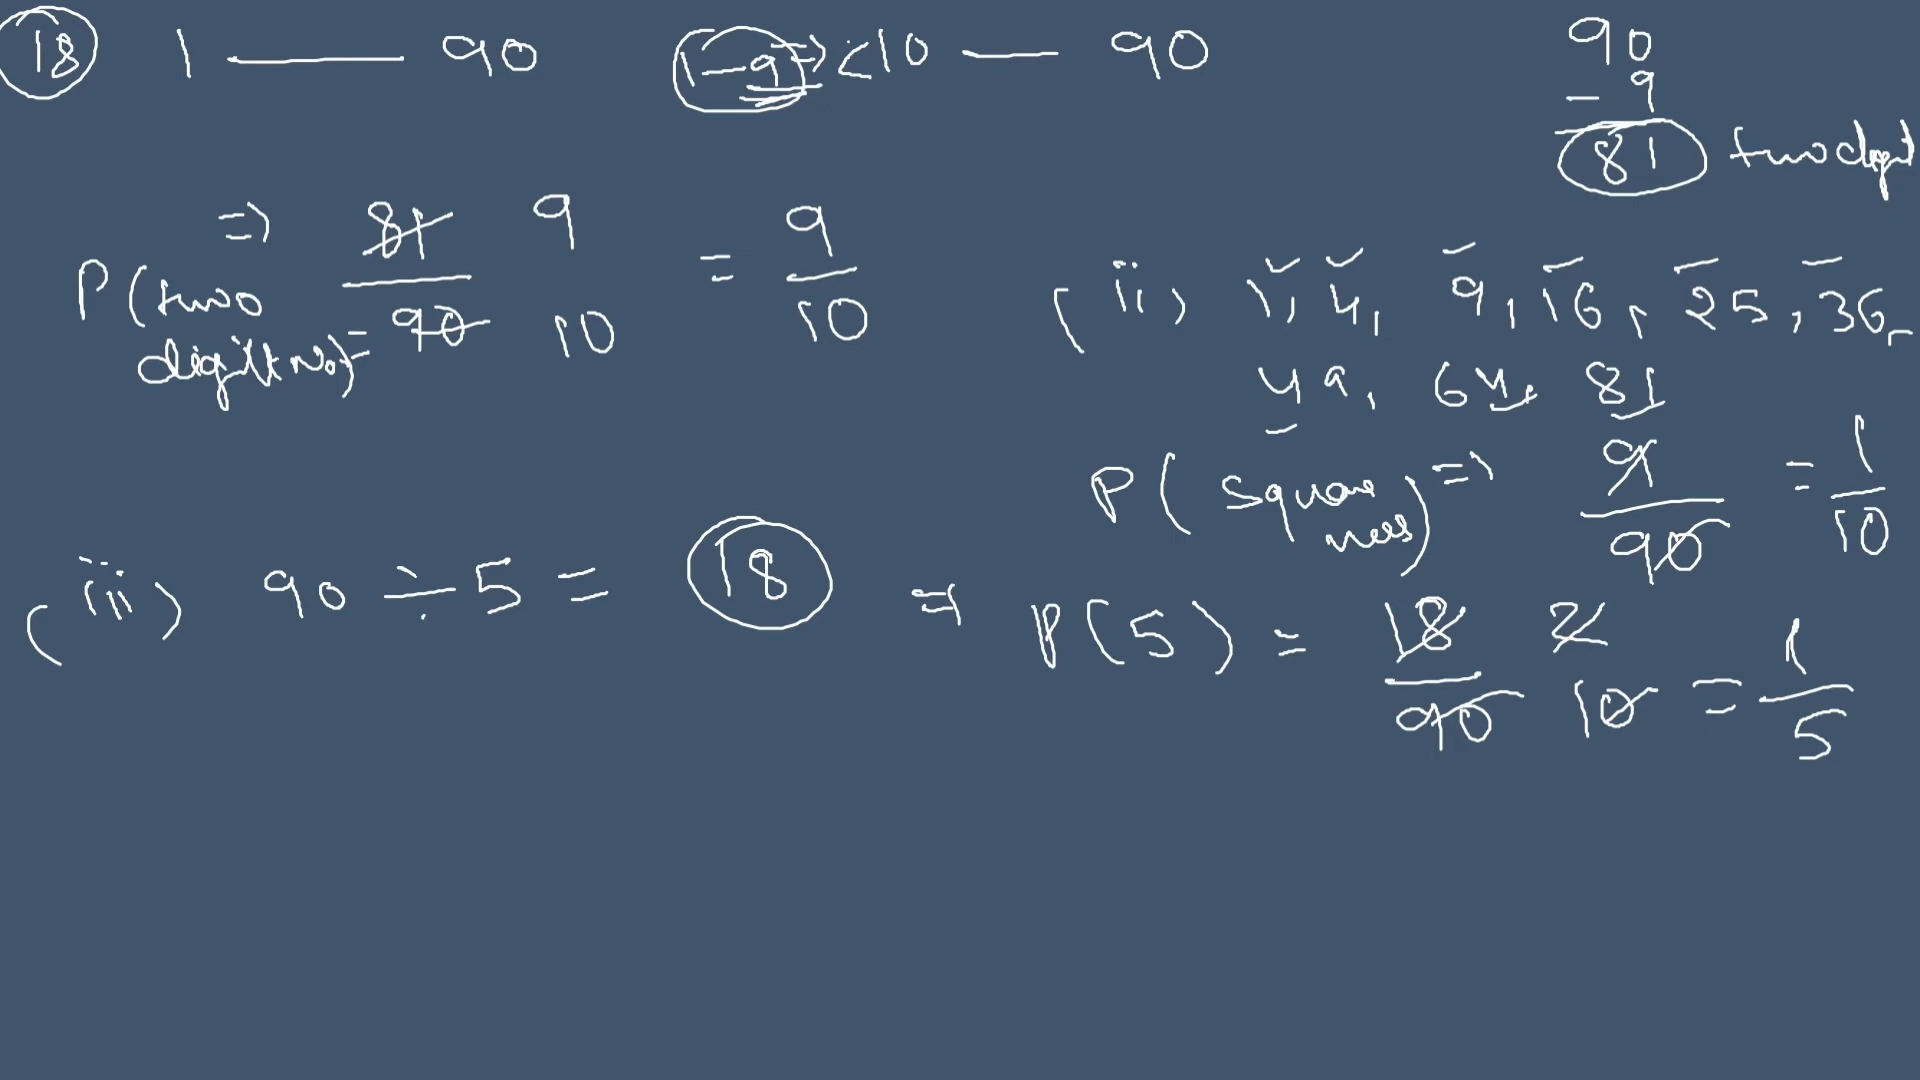 (18) 1 —— 90 1—9 => <10 — 90
90
- 9
81 two digit
=> 81 9 = 9
P(two digit No) = 90 10 10
(ii) 1, 4, 9, 16, 25, 36,
49, 64, 81
P(square nos) => 9/90 = 1/10
(iii) 90 ÷ 5 = 18 => P(5) = 18/90 2/10 = 1/5